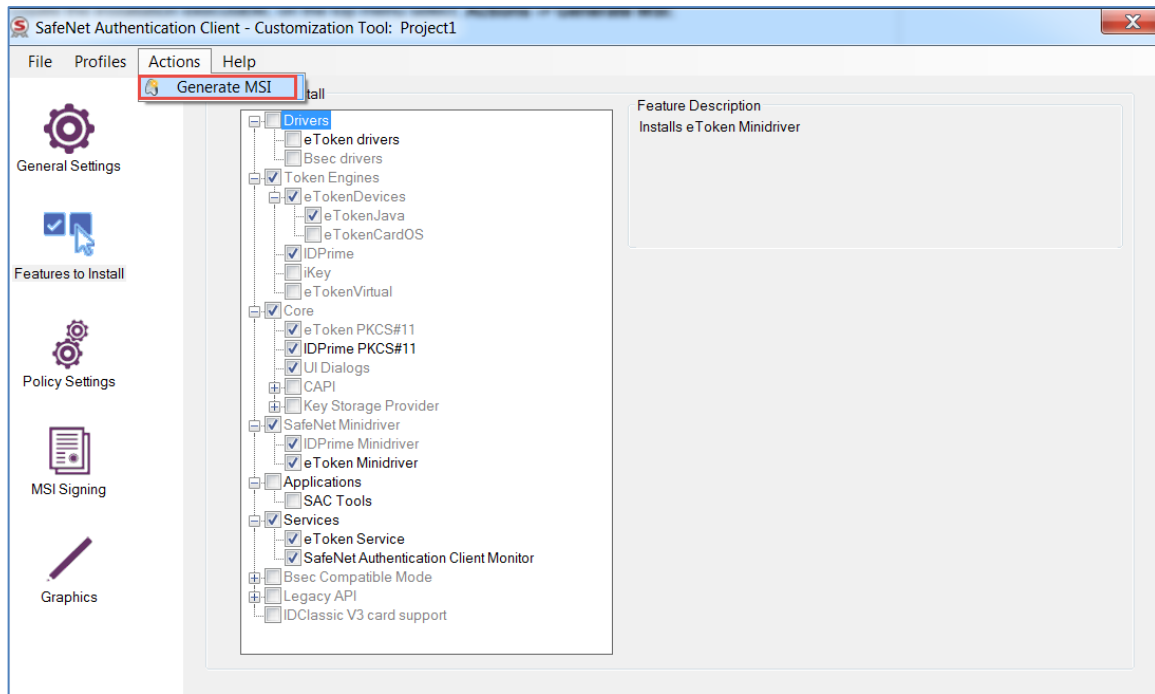 SafeNet Authentication Client - Customization Tool: Project1
File Profiles Actions Help
Generate MSI
tall
General Settings
Features to Install
Policy Settings
MSI Signing
Graphics
Drivers
eToken drivers
Bsec drivers
Token Engines
eTokenDevices
eTokenJava
eTokenCardOS
IDPrime
iKey
eTokenVirtual
Core
eToken PKCS#11
IDPrime PKCS#11
UI Dialogs
CAPI
Key Storage Provider
SafeNet Minidriver
IDPrime Minidriver
eToken Minidriver
Applications
SAC Tools
Services
eToken Service
SafeNet Authentication Client Monitor
Bsec Compatible Mode
Legacy API
IDClassic V3 card support
Feature Description
Installs eToken Minidriver